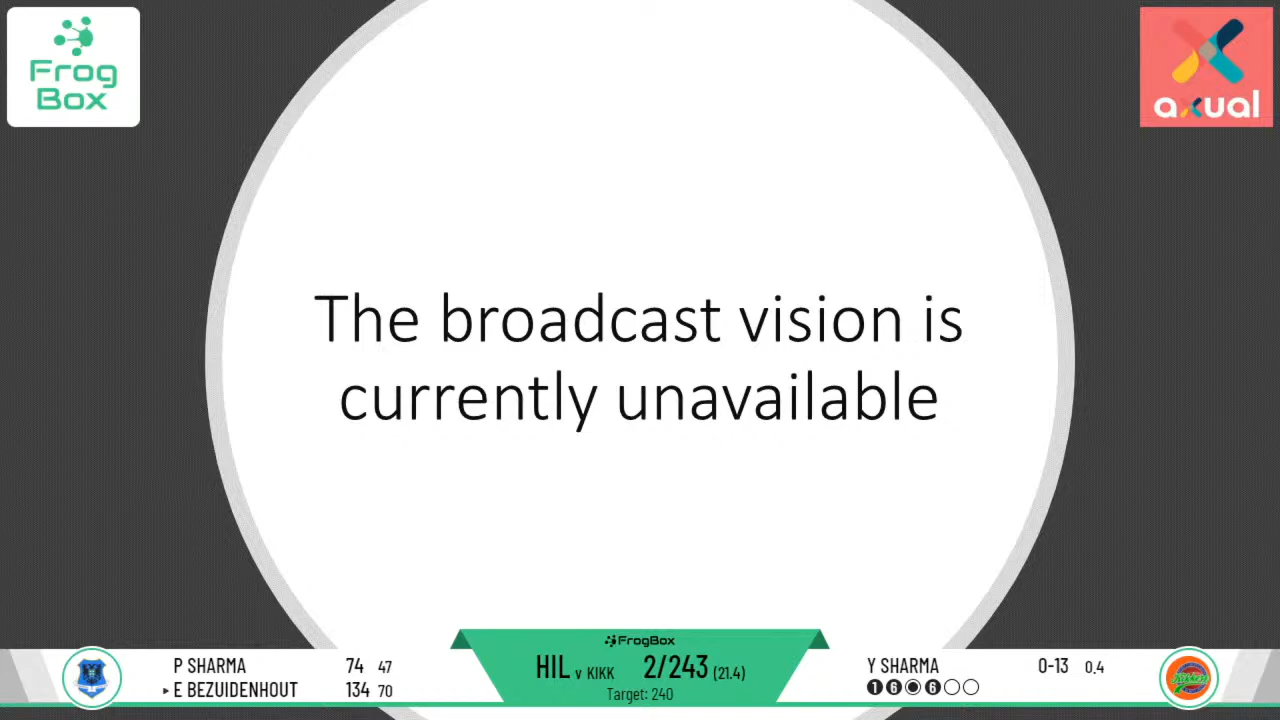 Frog
Box
axual
The broadcast vision is
currently unavailable
FrogBox
P SHARMA 74 47
HIL v KIKK 2/243 (21.4)
Y SHARMA 0-13 0.4
E BEZUIDENHOUT 134 70
Target: 240
1 6 6